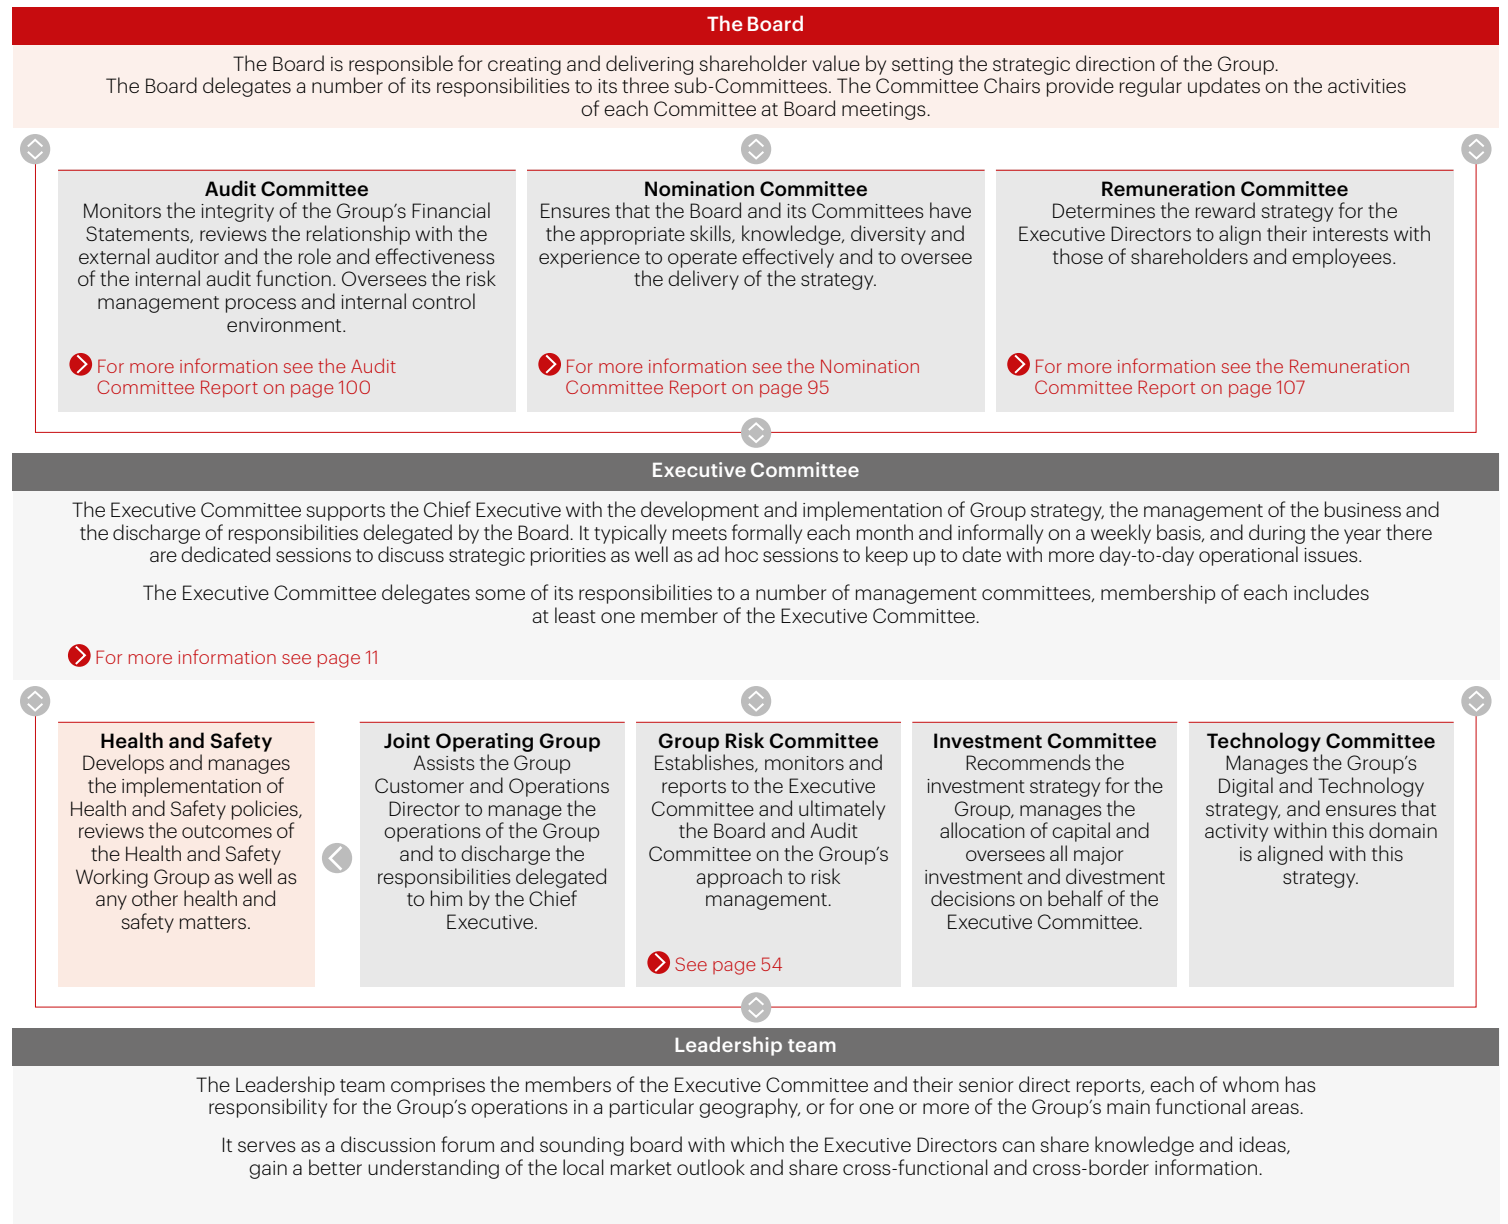 The Board
The Board is responsible for creating and delivering shareholder value by setting the strategic direction of the Group.
The Board delegates a number of its responsibilities to its three sub-Committees. The Committee Chairs provide regular updates on the activities
of each Committee at Board meetings.
Audit Committee
Monitors the integrity of the Group’s Financial
Statements, reviews the relationship with the
external auditor and the role and effectiveness
of the internal audit function. Oversees the risk
management process and internal control
environment.
For more information see the Audit
Committee Report on page 100
Nomination Committee
Ensures that the Board and its Committees have
the appropriate skills, knowledge, diversity and
experience to operate effectively and to oversee
the delivery of the strategy.
For more information see the Nomination
Committee Report on page 95
Remuneration Committee
Determines the reward strategy for the
Executive Directors to align their interests with
those of shareholders and employees.
For more information see the Remuneration
Committee Report on page 107
Executive Committee
The Executive Committee supports the Chief Executive with the development and implementation of Group strategy, the management of the business and
the discharge of responsibilities delegated by the Board. It typically meets formally each month and informally on a weekly basis, and during the year there
are dedicated sessions to discuss strategic priorities as well as ad hoc sessions to keep up to date with more day-to-day operational issues.
The Executive Committee delegates some of its responsibilities to a number of management committees, membership of each includes
at least one member of the Executive Committee.
For more information see page 11
Health and Safety
Develops and manages
the implementation of
Health and Safety policies,
reviews the outcomes of
the Health and Safety
Working Group as well as
any other health and
safety matters.
Joint Operating Group
Assists the Group
Customer and Operations
Director to manage the
operations of the Group
and to discharge the
responsibilities delegated
to him by the Chief
Executive.
Group Risk Committee
Establishes, monitors and
reports to the Executive
Committee and ultimately
the Board and Audit
Committee on the Group’s
approach to risk
management.
See page 54
Investment Committee
Recommends the
investment strategy for the
Group, manages the
allocation of capital and
oversees all major
investment and divestment
decisions on behalf of the
Executive Committee.
Technology Committee
Manages the Group’s
Digital and Technology
strategy, and ensures that
activity within this domain
is aligned with this
strategy.
Leadership team
The Leadership team comprises the members of the Executive Committee and their senior direct reports, each of whom has
responsibility for the Group’s operations in a particular geography, or for one or more of the Group’s main functional areas.
It serves as a discussion forum and sounding board with which the Executive Directors can share knowledge and ideas,
gain a better understanding of the local market outlook and share cross-functional and cross-border information.